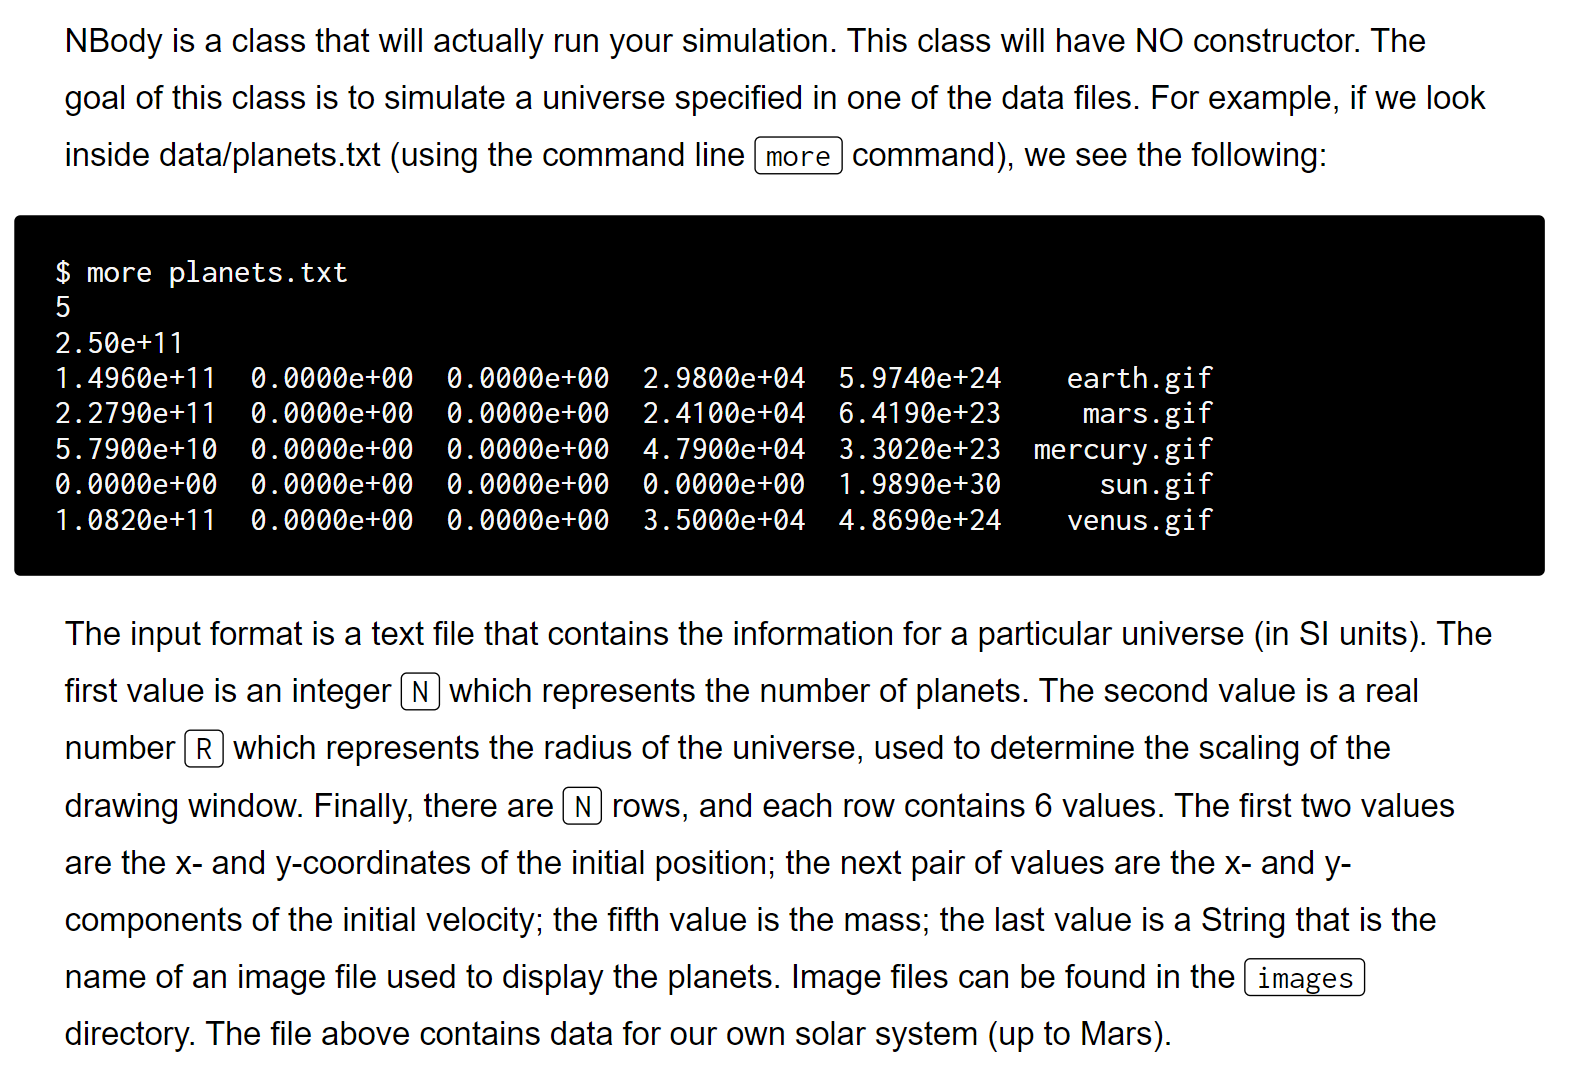 NBody is a class that will actually run your simulation. This class will have NO constructor. The
goal of this class is to simulate a universe specified in one of the data files. For example, if we look
inside data/planets.txt (using the command line more command), we see the following:
$ more planets.txt
5
2.50e+11
1.4960e+11  0.0000e+00  0.0000e+00  2.9800e+04  5.9740e+24    earth.gif
2.2790e+11  0.0000e+00  0.0000e+00  2.4100e+04  6.4190e+23     mars.gif
5.7900e+10  0.0000e+00  0.0000e+00  4.7900e+04  3.3020e+23  mercury.gif
0.0000e+00  0.0000e+00  0.0000e+00  0.0000e+00  1.9890e+30      sun.gif
1.0820e+11  0.0000e+00  0.0000e+00  3.5000e+04  4.8690e+24    venus.gif
The input format is a text file that contains the information for a particular universe (in SI units). The
first value is an integer N which represents the number of planets. The second value is a real
number R which represents the radius of the universe, used to determine the scaling of the
drawing window. Finally, there are N rows, and each row contains 6 values. The first two values
are the x- and y-coordinates of the initial position; the next pair of values are the x- and y-
components of the initial velocity; the fifth value is the mass; the last value is a String that is the
name of an image file used to display the planets. Image files can be found in the images
directory. The file above contains data for our own solar system (up to Mars).